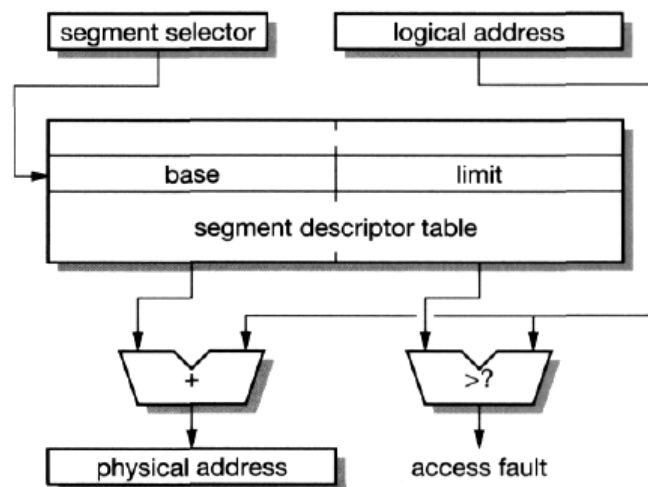 segment selector
logical address
base
limit
segment descriptor table
+
>?
physical address
access fault